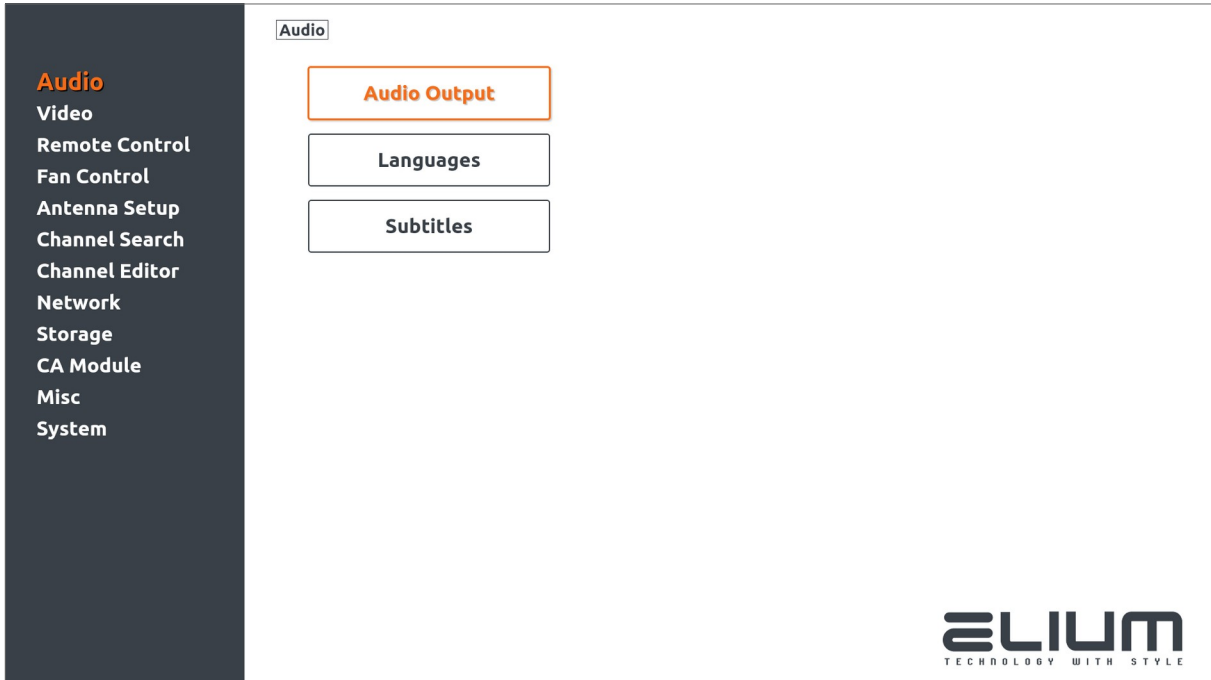 Audio
Audio
Video
Remote Control
Fan Control
Antenna Setup
Channel Search
Channel Editor
Network
Storage
CA Module
Misc
System
Audio Output
Languages
Subtitles
ELIUM
TECHNOLOGY WITH STYLE